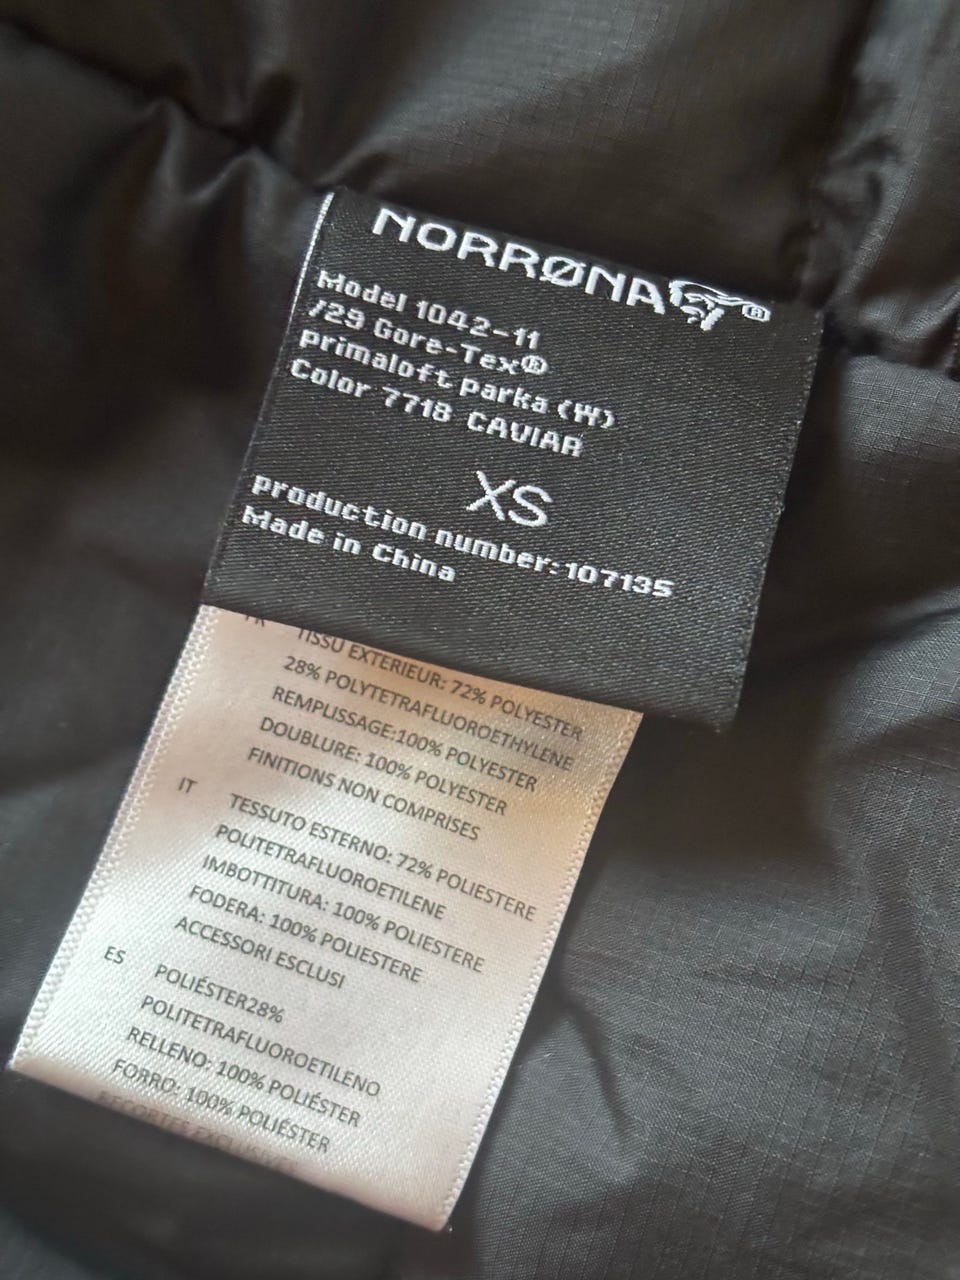 NORRØNA®
Model 1042-11
/29 Gore-Tex®
primaloft parka (W)
Color 7718 CAVIAR
XS
production number: 107135
Made in China
FR TISSU EXTERIEUR: 72% POLYESTER
28% POLYTETRAFLUOROETHYLENE
REMPLISSAGE:100% POLYESTER
DOUBLURE: 100% POLYESTER
FINITIONS NON COMPRISES
IT TESSUTO ESTERNO: 72% POLIESTERE
POLITETRAFLUOROETILENE
IMBOTTITURA: 100% POLIESTERE
FODERA: 100% POLIESTERE
ACCESSORI ESCLUSI
ES POLIÉSTER28%
POLITETRAFLUOROETILENO
RELLENO: 100% POLIÉSTER
FORRO: 100% POLIÉSTER